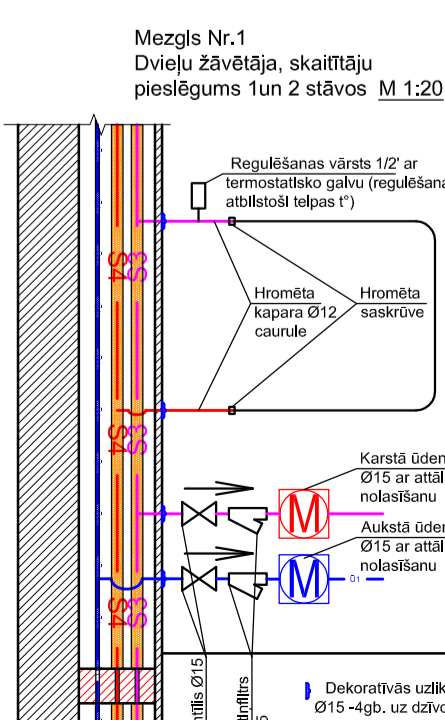 Mezgls Nr.1
Dvieļu žāvētāja, skaitītāju
pieslēgums 1un 2 stāvos M 1:20
Regulēšanas vārsts 1/2' ar
termostatisko galvu (regulēšana
atbilstoši telpas t°)
S4
S3
Hromēta
kapara Ø12
caurule
Hromēta
saskrūve
S4
S3
Karstā ūden
Ø15 ar attāl
nolasīšanu
M
Aukstā ūden
Ø15 ar attāl
nolasīšanu
M
Ū1
S4
S3
Ø15
Dekoratīvās uzlik
Ø15 -4gb. uz dzīvo